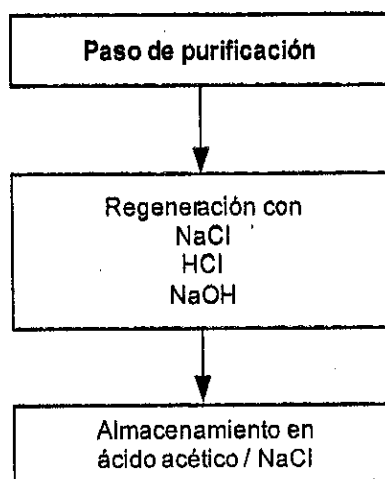 Paso de purificación
Regeneración con
NaCl
HCl
NaOH
Almacenamiento en
ácido acético / NaCl